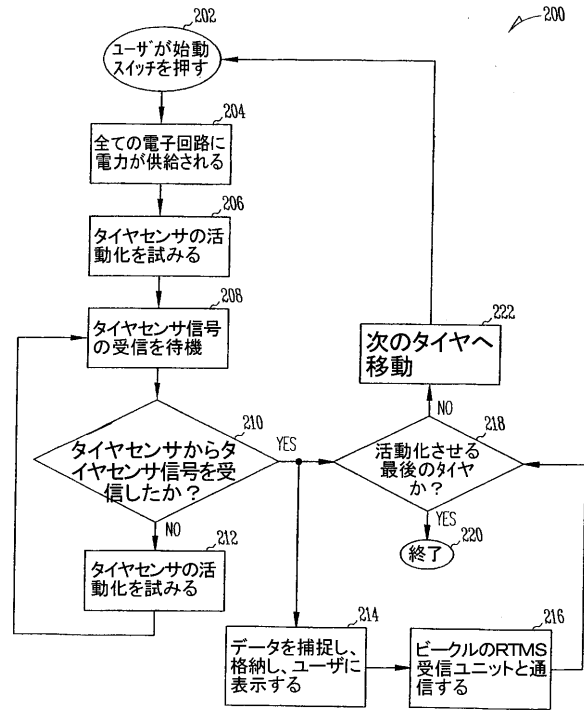 200
202
ユーザが始動
スイッチを押す
204
全ての電子回路に
電力が供給される
206
タイヤセンサの活
動化を試みる
208
タイヤセンサ信号
の受信を待機
210
タイヤセンサからタ
イヤセンサ信号を受
信したか?
YES
NO
212
タイヤセンサの活
動化を試みる
214
データを捕捉し、
格納し、ユーザに
表示する
216
ビークルのRTMS
受信ユニットと通
信する
218
活動化させる
最後のタイヤ
か?
NO
YES
220
終了
222
次のタイヤへ
移動